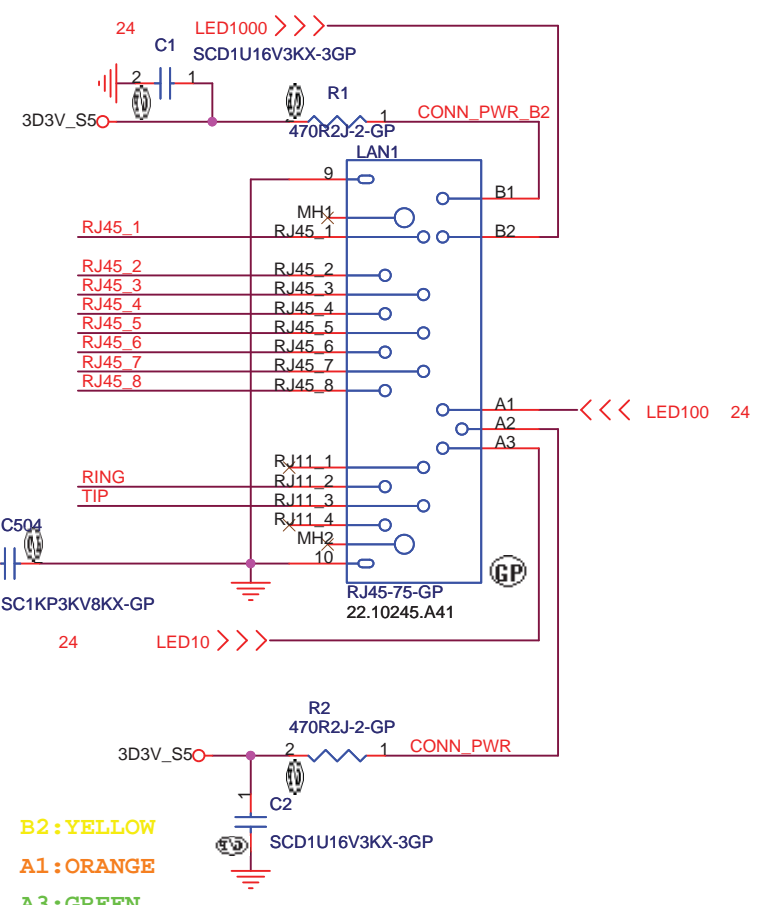 24 LED1000
C1
SCD1U16V3KX-3GP
2 1
R1
3D3V_S5
2 1 CONN_PWR_B2
470R2J-2-GP
LAN1
9
B1
MH1
RJ45_1 RJ45_1 B2
RJ45_2 RJ45_2
RJ45_3 RJ45_3
RJ45_4 RJ45_4
RJ45_5 RJ45_5
RJ45_6 RJ45_6
RJ45_7 RJ45_7
RJ45_8 RJ45_8
A1 LED100 24
A2
A3
RJ11_1
RING RJ11_2
TIP RJ11_3
RJ11_4
C504
MH2
2 10
GP
RJ45-75-GP
SC1KP3KV8KX-GP
22.10245.A41
24 LED10
R2
470R2J-2-GP
3D3V_S5 2 1 CONN_PWR
1
C2
B2:YELLOW
SCD1U16V3KX-3GP
A1:ORANGE
A3:GREEN